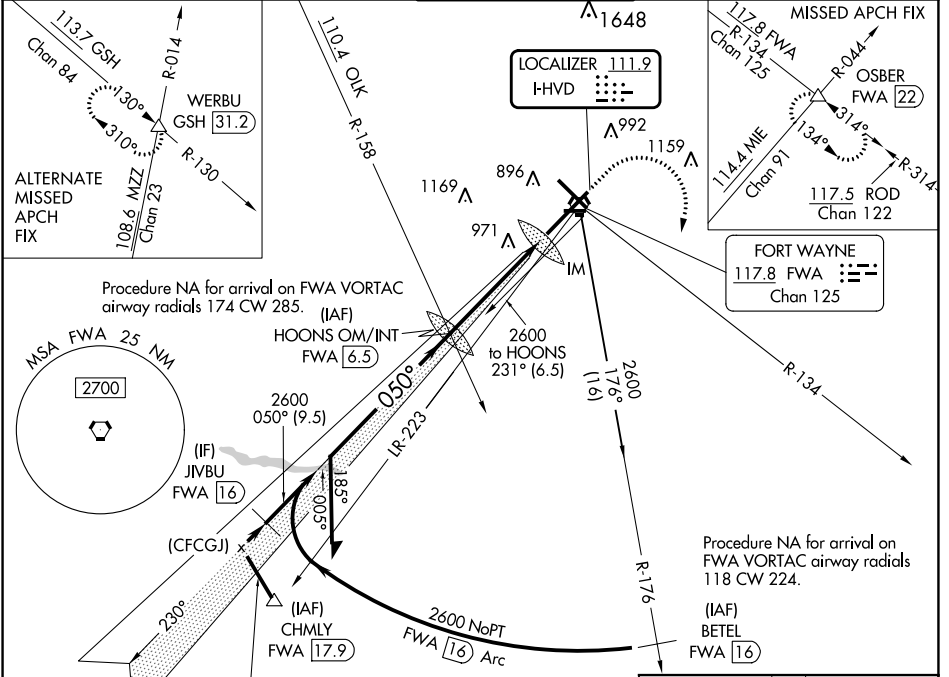 113.7 GSH
Chan 84
R-014
130°
310°
WERBU
GSH 31.2
R-130
108.6 MZZ
Chan 23
ALTERNATE
MISSED
APCH
FIX
110.4 OLK
R-158
1648
LOCALIZER 111.9
I-HVD
992
1159
896
1169
971
IM
117.8 FWA
R-134
Chan 125
MISSED APCH FIX
R-044
OSBER
FWA 22
314°
134°
R-314
114.4 MIE
Chan 91
117.5 ROD
Chan 122
FORT WAYNE
117.8 FWA
Chan 125
Procedure NA for arrival on FWA VORTAC
airway radials 174 CW 285.
(IAF)
HOONS OM/INT
FWA 6.5
2600
to HOONS
231° (6.5)
2600
176°
(16)
R-134
MSA FWA 25 NM
2700
2600
050° (9.5)
050°
LR-223
(IF)
JIVBU
FWA 16
185°
005°
(CFCGJ)
230°
(IAF)
CHMLY
FWA 17.9
2600 NoPT
FWA 16 Arc
R-176
Procedure NA for arrival on
FWA VORTAC airway radials
118 CW 224.
(IAF)
BETEL
FWA 16